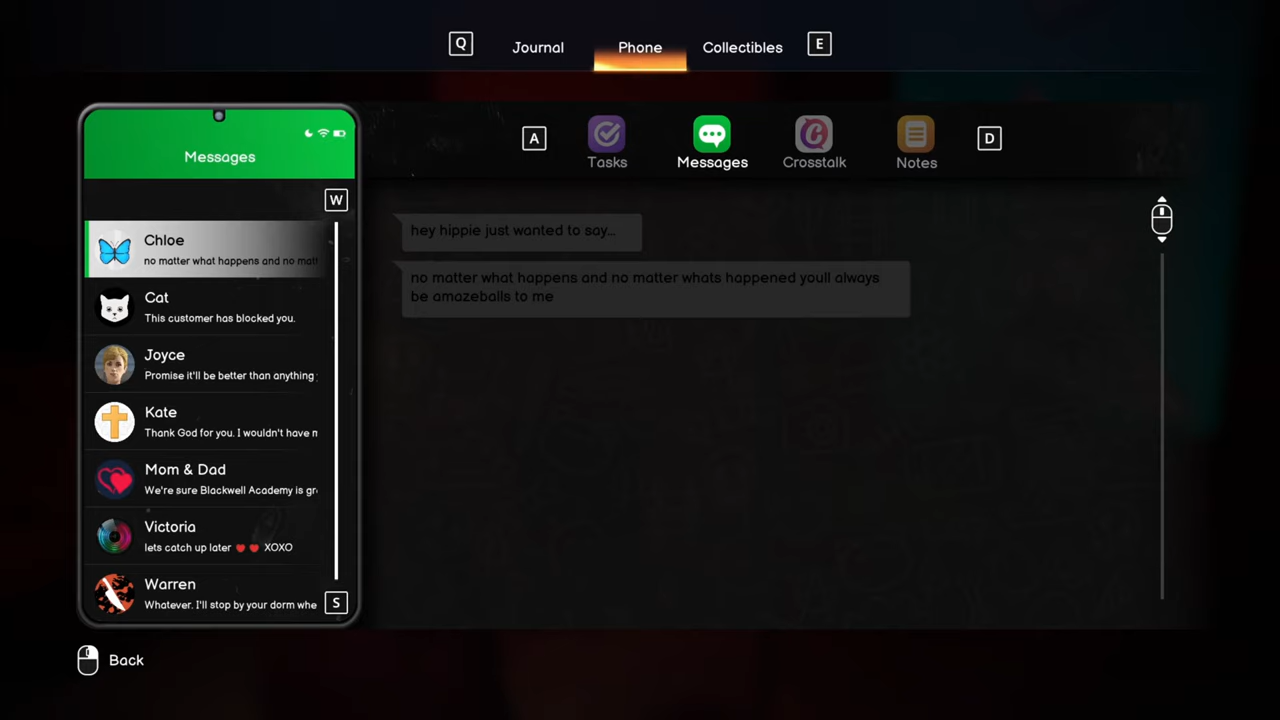 Q
Journal
Phone
Collectibles
E
Messages
W
Chloe
no matter what happens and no mat
Cat
This customer has blocked you.
Joyce
Promise it'll be better than anything
Kate
Thank God for you. I wouldn't have
Mom & Dad
We're sure Blackwell Academy is gr
Victoria
lets catch up later ❤️ ❤️ XOXO
Warren
Whatever. I'll stop by your dorm whe
S
A
Tasks
Messages
Crosstalk
Notes
D
hey hippie just wanted to say...
no matter what happens and no matter whats happened youll always
be amazeballs to me
Back